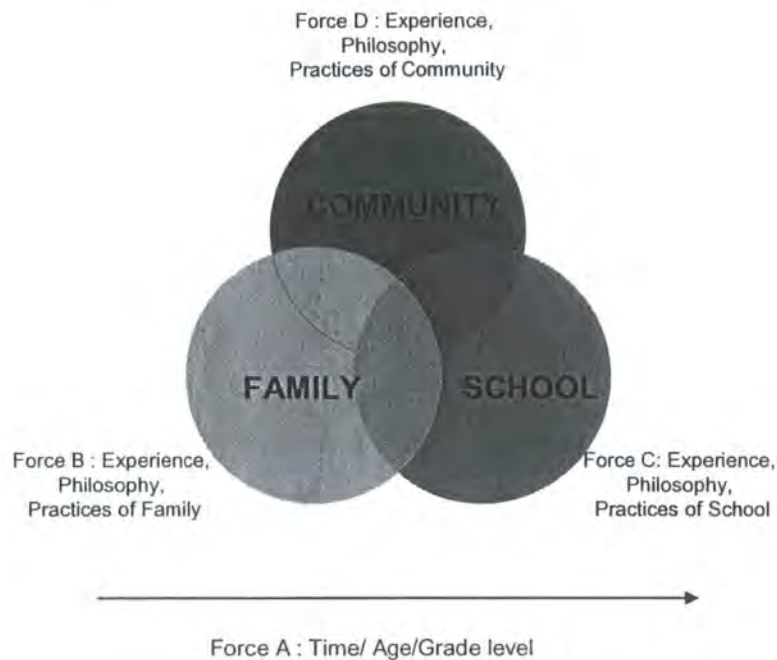 Force D : Experience,
Philosophy,
Practices of Community
COMMUNITY
FAMILY
SCHOOL
Force B : Experience,
Philosophy,
Practices of Family
Force C: Experience,
Philosophy,
Practices of School
Force A : Time/ Age/Grade level